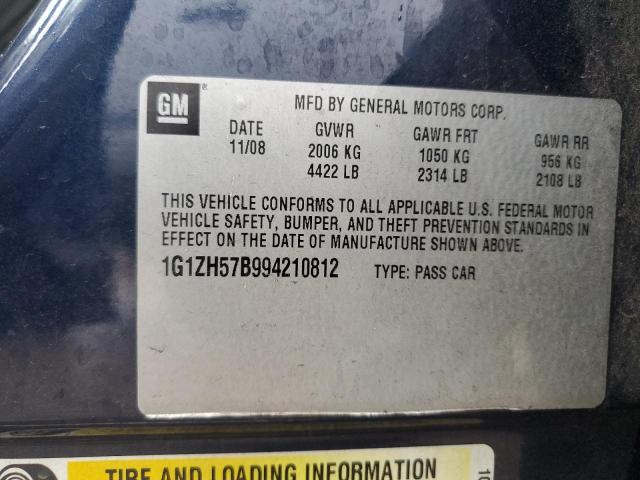 GM
MFD BY GENERAL MOTORS CORP.
DATE GVWR GAWR FRT GAWR RR
11/08 2006 KG 1050 KG 956 KG
4422 LB 2314 LB 2108 LB
THIS VEHICLE CONFORMS TO ALL APPLICABLE U.S. FEDERAL MOTOR
VEHICLE SAFETY, BUMPER, AND THEFT PREVENTION STANDARDS IN
EFFECT ON THE DATE OF MANUFACTURE SHOWN ABOVE.
1G1ZH57B994210812 TYPE: PASS CAR
TIRE AND LOADING INFORMATION